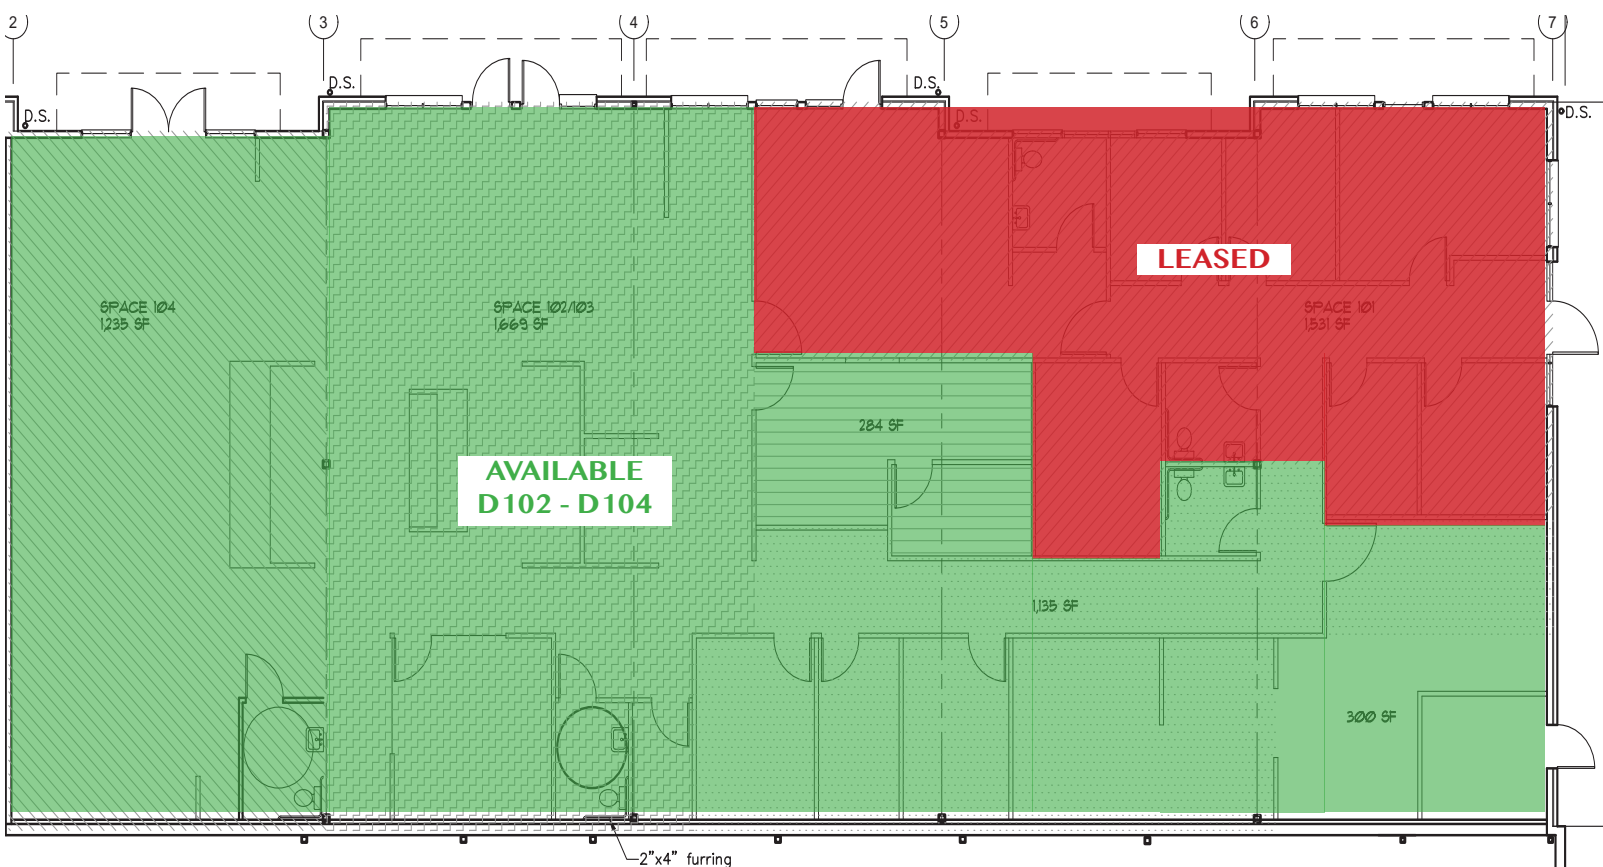 2 3 4 5 6 7
D.S. D.S. D.S.
D.S. D.S. D.S.
LEASED
SPACE 104
1,235 SF
SPACE 102/103
1,669 SF
SPACE 101
1,531 SF
284 SF
AVAILABLE
D102 - D104
1,135 SF
300 SF
2"x4" furring